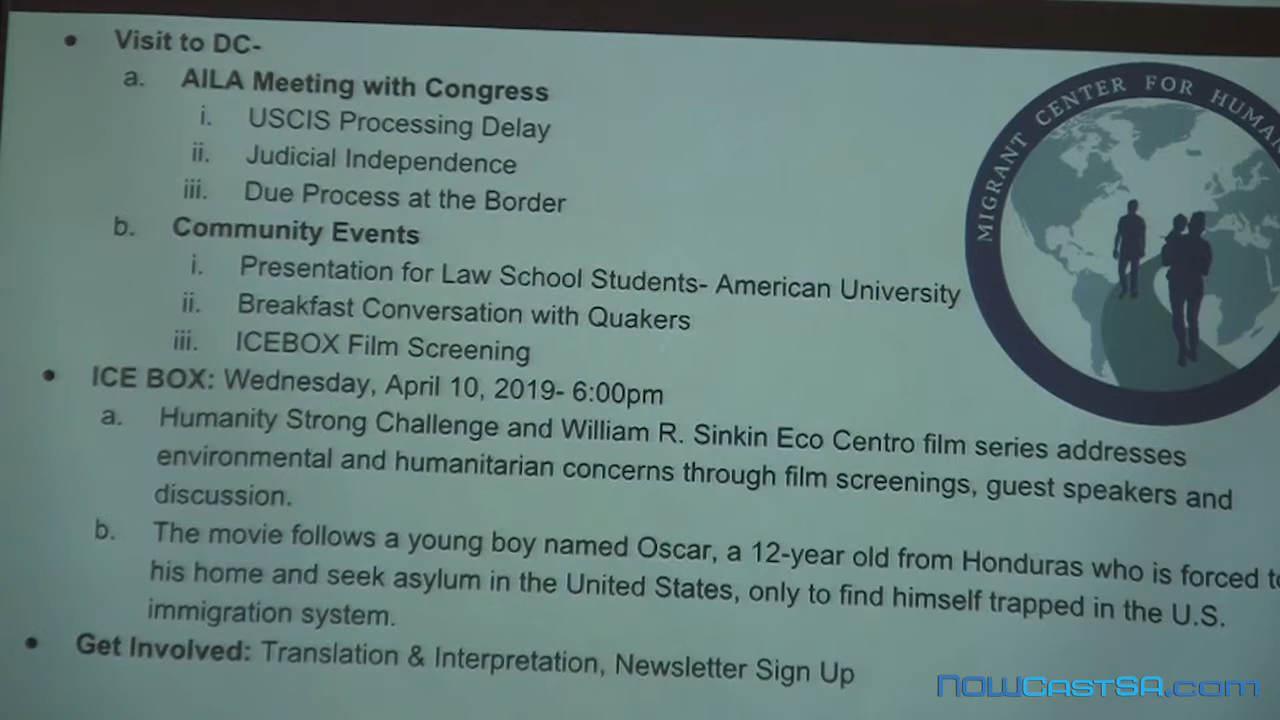 • Visit to DC-
a. AILA Meeting with Congress
i. USCIS Processing Delay
ii. Judicial Independence
iii. Due Process at the Border
b. Community Events
i. Presentation for Law School Students- American University
ii. Breakfast Conversation with Quakers
iii. ICEBOX Film Screening
• ICE BOX: Wednesday, April 10, 2019- 6:00pm
a. Humanity Strong Challenge and William R. Sinkin Eco Centro film series addresses
environmental and humanitarian concerns through film screenings, guest speakers and
discussion.
b. The movie follows a young boy named Oscar, a 12-year old from Honduras who is forced
his home and seek asylum in the United States, only to find himself trapped in the U.S.
immigration system.
• Get Involved: Translation & Interpretation, Newsletter Sign Up
MIGRANT CENTER FOR HUMAN
NOWCastSA.com